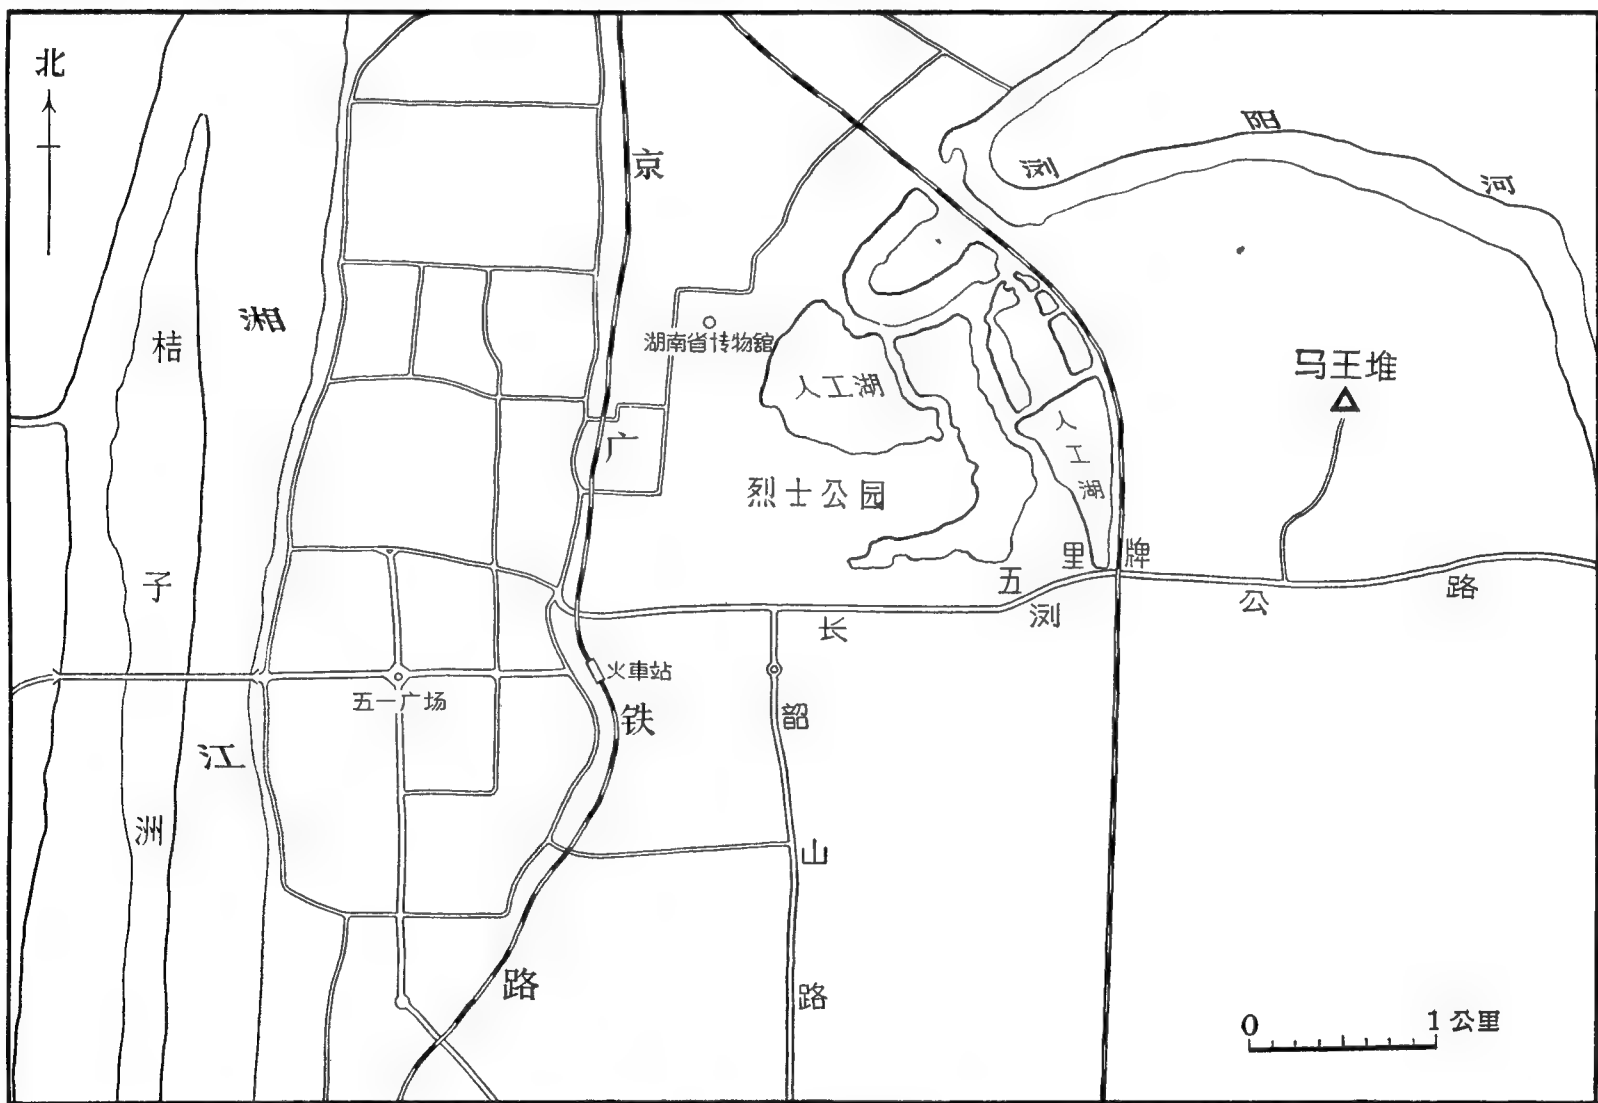 北
京广铁路
浏阳河
湘江
桔子洲
湖南省博物館
人工湖
人工湖
马王堆
烈士公园
五里牌
长浏公路
火車站
五一广场
韶山路
0 1公里